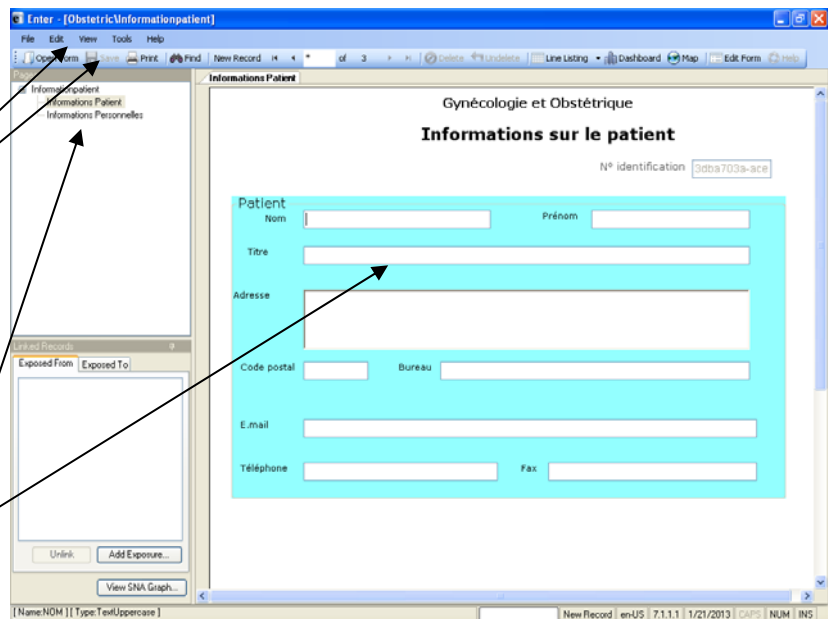 Enter - [Obstetric\Informationpatient]
File Edit View Tools Help
Open Form Save Print Find New Record * of 3 Delete Undelete Line Listing Dashboard Map Edit Form Help
Informations Patient
Informationpatient
Informations Patient
Informations Personnelles
Gynécologie et Obstétrique
Informations sur le patient
N° identification 3dba703a-ace
Patient
Nom Prénom
Titre
Adresse
Code postal Bureau
E.mail
Téléphone Fax
Linked Records
Exposed From Exposed To
Unlink Add Exposure...
View SNA Graph...
[ Name:NOM ] [ Type:TextUppercase ] New Record en-US 7.1.1.1 1/21/2013 CAPS NUM INS